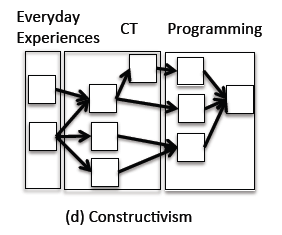 Everyday
Experiences
CT
Programming
(d) Constructivism